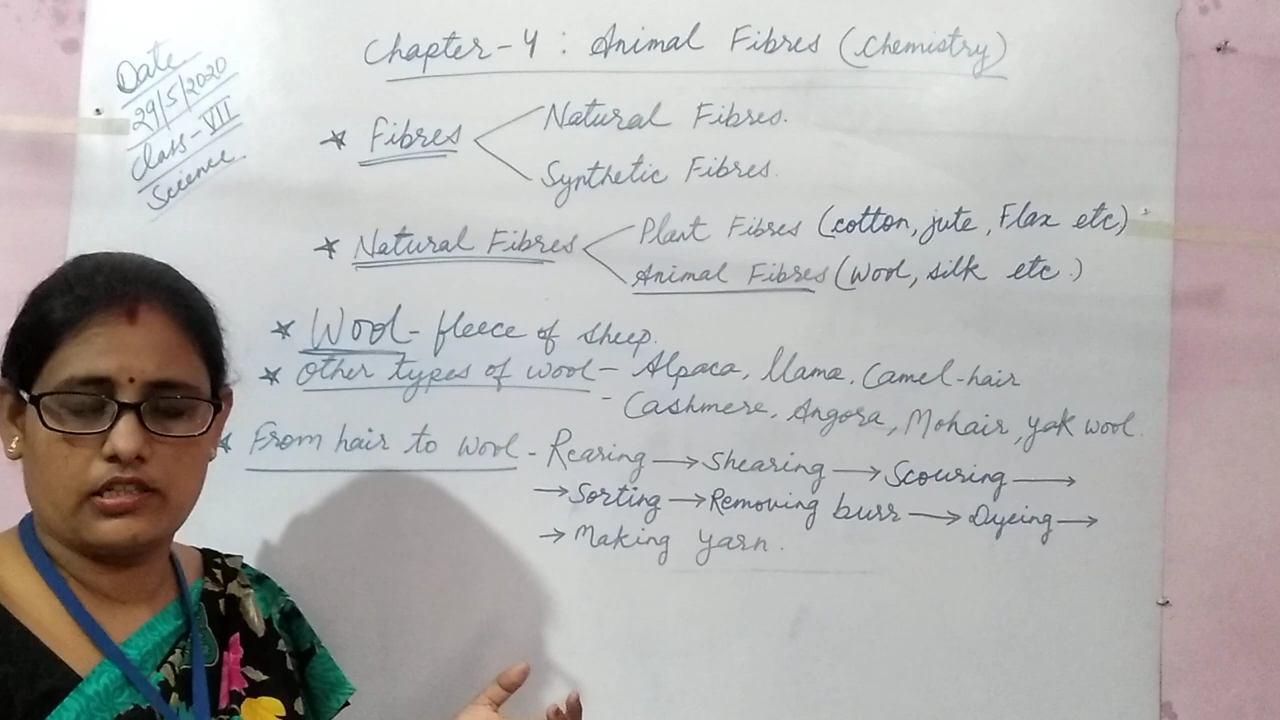 Date
29/5/2020
Class-VII
Science
Chapter-4 : Animal Fibres (Chemistry)
★ Fibres
Natural Fibres.
Synthetic Fibres.
★ Natural Fibres
Plant Fibres (cotton, jute, Flax etc)
Animal Fibres (wool, silk etc.)
★ Wool- fleece of sheep.
★ Other types of wool - Alpaca, llama, Camel-hair
- Cashmere, Angora, Mohair, yak wool.
★ From hair to wool - Rearing → Shearing → Scouring →
→ Sorting → Removing burr → Dyeing →
→ Making yarn.